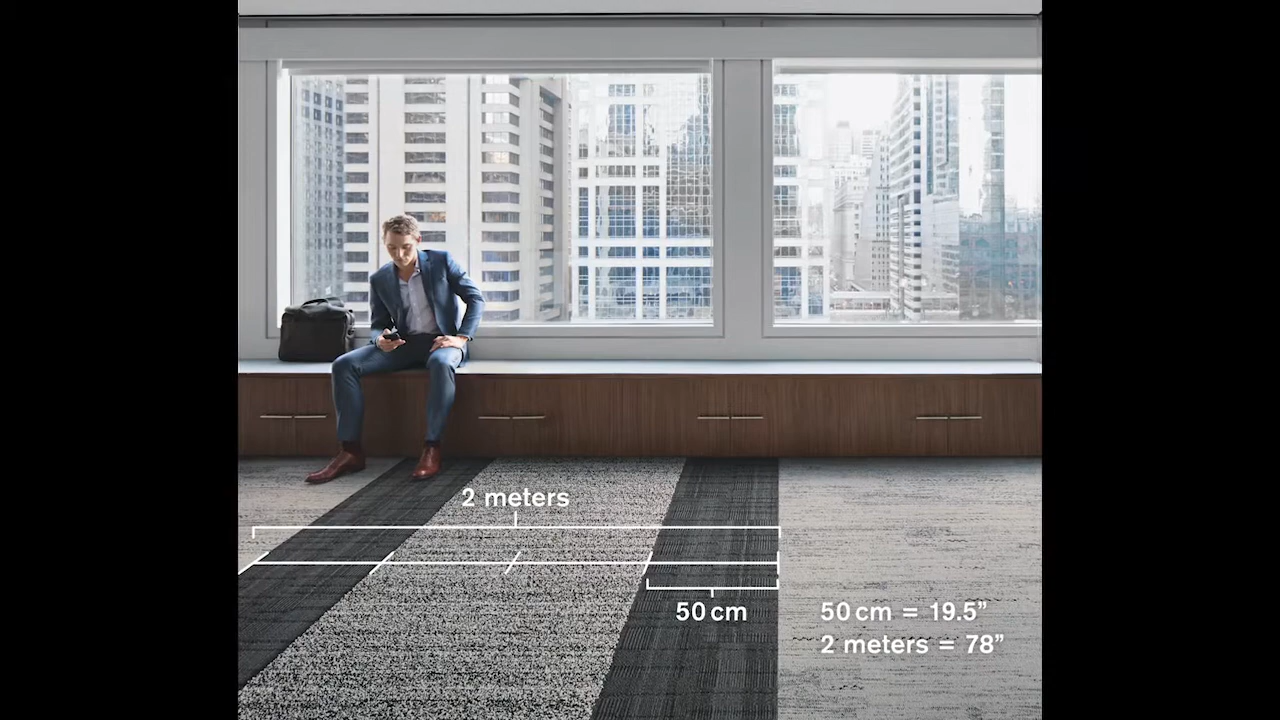 2 meters
50 cm
50 cm = 19.5”
2 meters = 78”